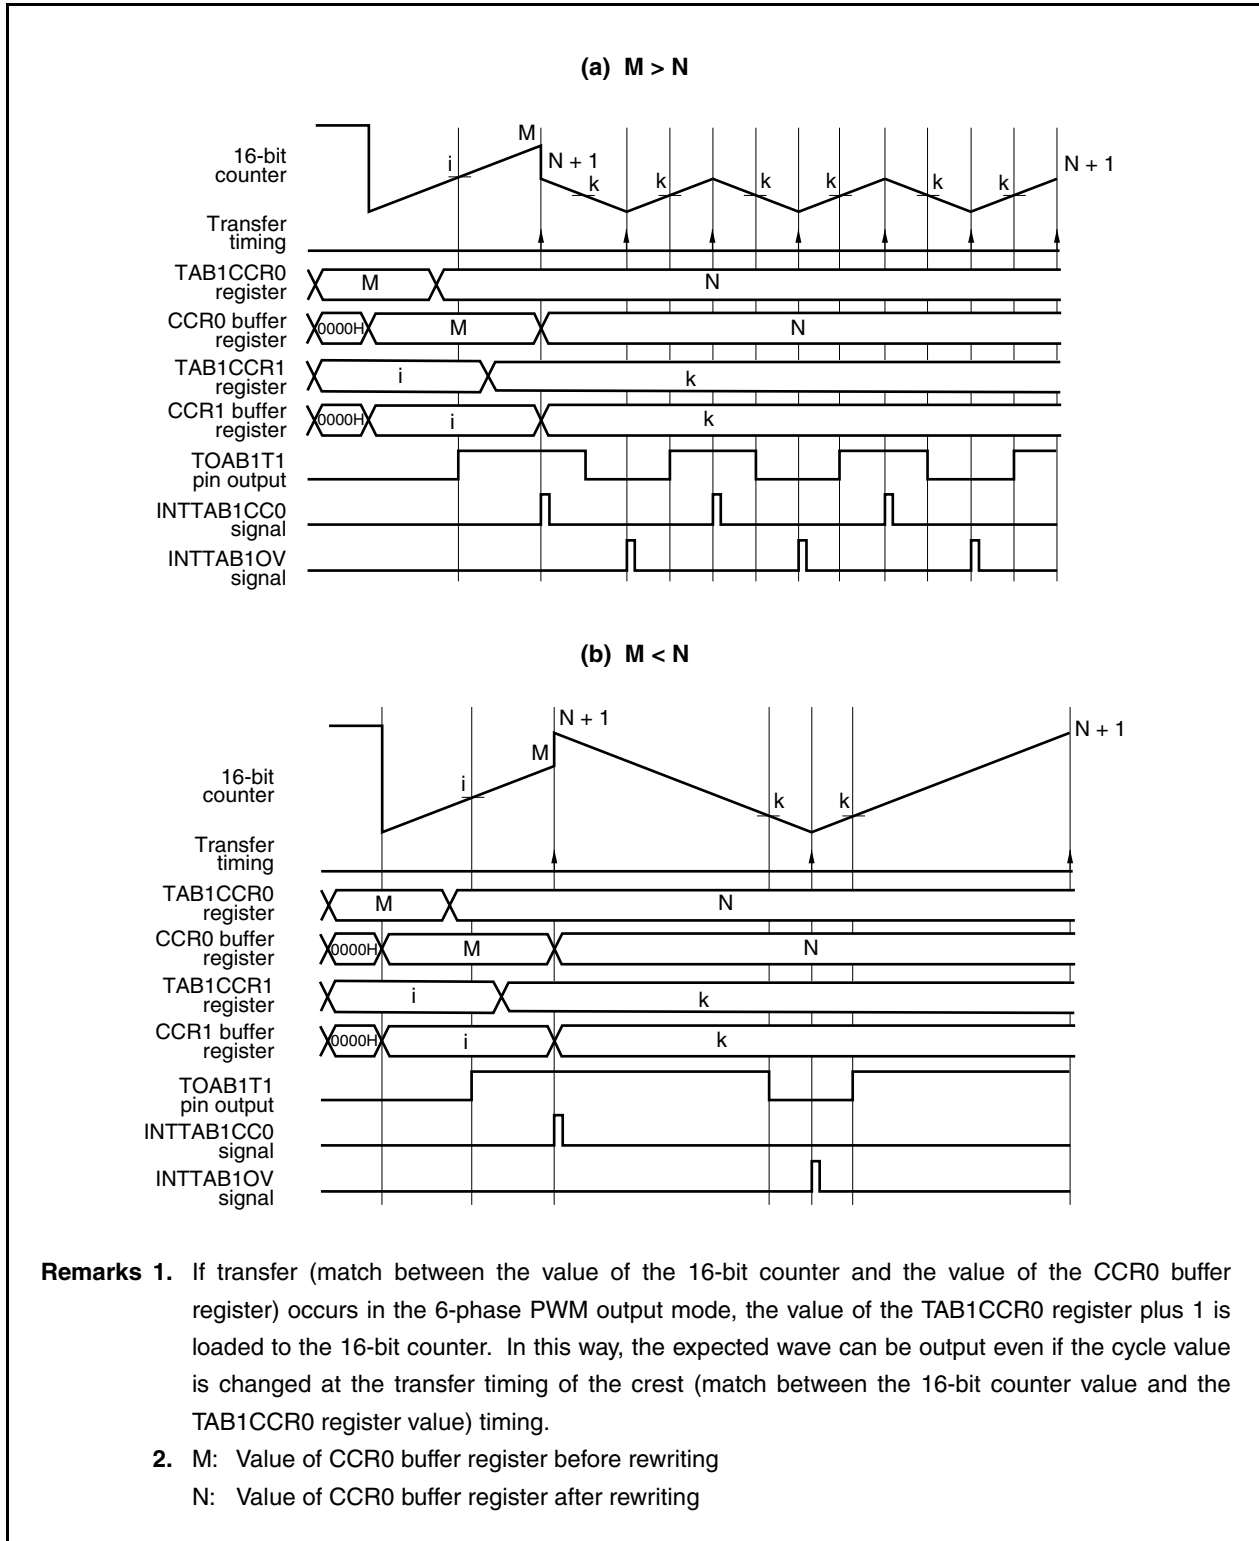 (a) M > N
M
i
N + 1
k
k
k
k
k
k
N + 1
16-bit
counter
Transfer
timing
TAB1CCR0
register
M
N
CCR0 buffer
register
0000H
M
N
TAB1CCR1
register
i
k
CCR1 buffer
register
0000H
i
k
TOAB1T1
pin output
INTTAB1CC0
signal
INTTAB1OV
signal
(b) M < N
N + 1
N + 1
M
i
k
k
16-bit
counter
Transfer
timing
TAB1CCR0
register
M
N
CCR0 buffer
register
0000H
M
N
TAB1CCR1
register
i
k
CCR1 buffer
register
0000H
i
k
TOAB1T1
pin output
INTTAB1CC0
signal
INTTAB1OV
signal
Remarks 1. If transfer (match between the value of the 16-bit counter and the value of the CCR0 buffer
register) occurs in the 6-phase PWM output mode, the value of the TAB1CCR0 register plus 1 is
loaded to the 16-bit counter. In this way, the expected wave can be output even if the cycle value
is changed at the transfer timing of the crest (match between the 16-bit counter value and the
TAB1CCR0 register value) timing.
2. M: Value of CCR0 buffer register before rewriting
N: Value of CCR0 buffer register after rewriting